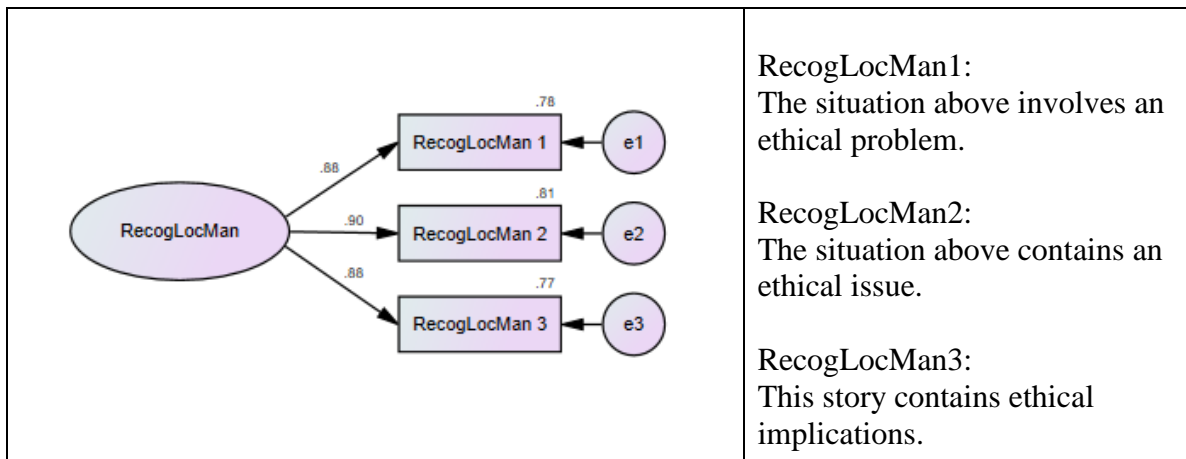 .78
RecogLocMan 1
e1
.88
.81
RecogLocMan
.90
RecogLocMan 2
e2
.88
.77
RecogLocMan 3
e3
RecogLocMan1:
The situation above involves an
ethical problem.
RecogLocMan2:
The situation above contains an
ethical issue.
RecogLocMan3:
This story contains ethical
implications.